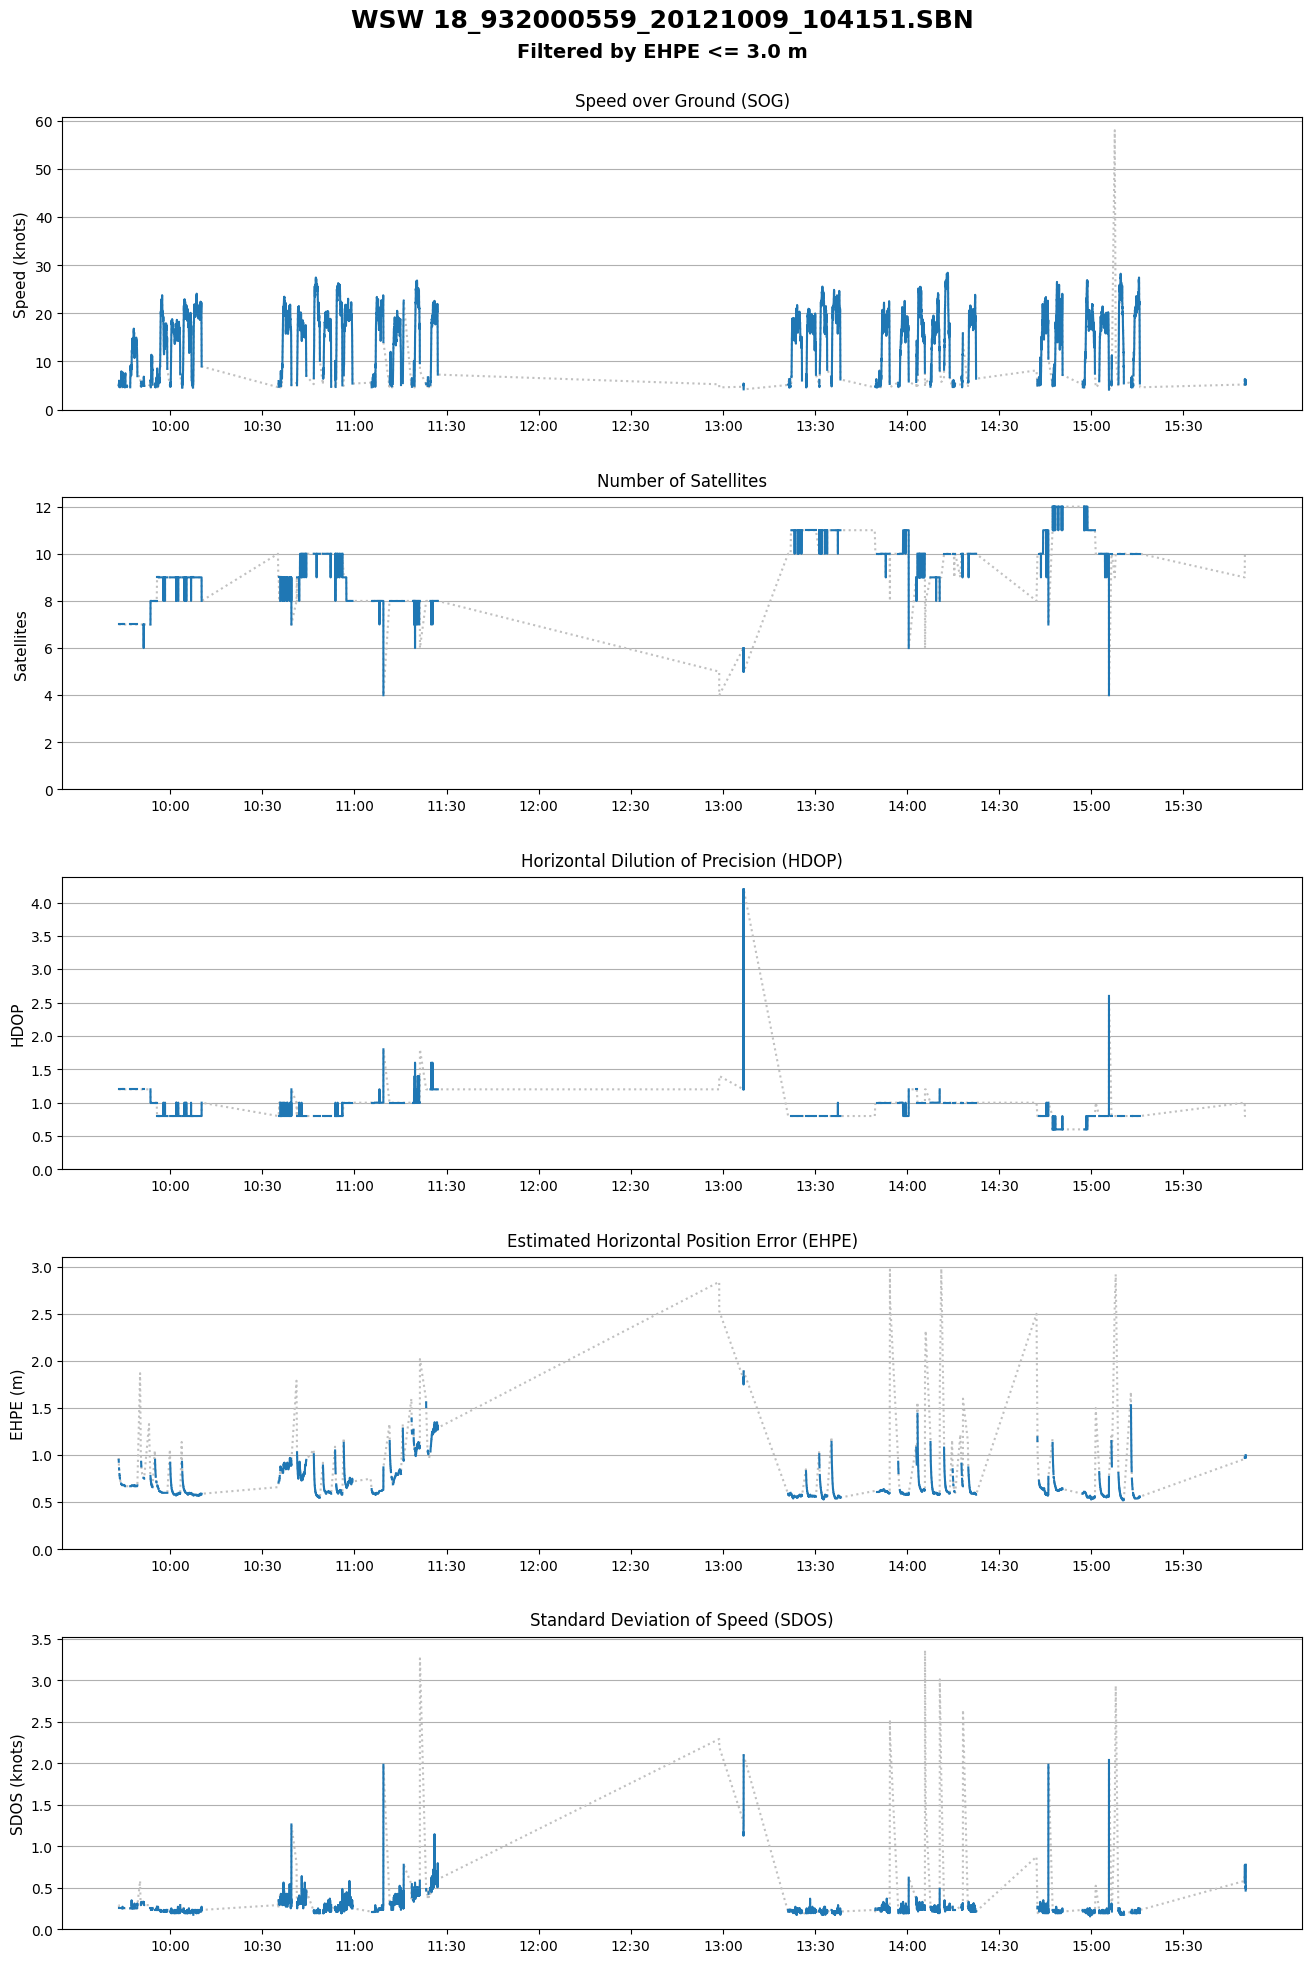 WSW 18_932000559_20121009_104151.SBN
Filtered by EHPE <= 3.0 m
Speed over Ground (SOG)
Speed (knots)
60
50
40
30
20
10
0
10:00 10:30 11:00 11:30 12:00 12:30 13:00 13:30 14:00 14:30 15:00 15:30
Number of Satellites
Satellites
12
10
8
6
4
2
0
10:00 10:30 11:00 11:30 12:00 12:30 13:00 13:30 14:00 14:30 15:00 15:30
Horizontal Dilution of Precision (HDOP)
HDOP
4.0
3.5
3.0
2.5
2.0
1.5
1.0
0.5
0.0
10:00 10:30 11:00 11:30 12:00 12:30 13:00 13:30 14:00 14:30 15:00 15:30
Estimated Horizontal Position Error (EHPE)
EHPE (m)
3.0
2.5
2.0
1.5
1.0
0.5
0.0
10:00 10:30 11:00 11:30 12:00 12:30 13:00 13:30 14:00 14:30 15:00 15:30
Standard Deviation of Speed (SDOS)
SDOS (knots)
3.5
3.0
2.5
2.0
1.5
1.0
0.5
0.0
10:00 10:30 11:00 11:30 12:00 12:30 13:00 13:30 14:00 14:30 15:00 15:30